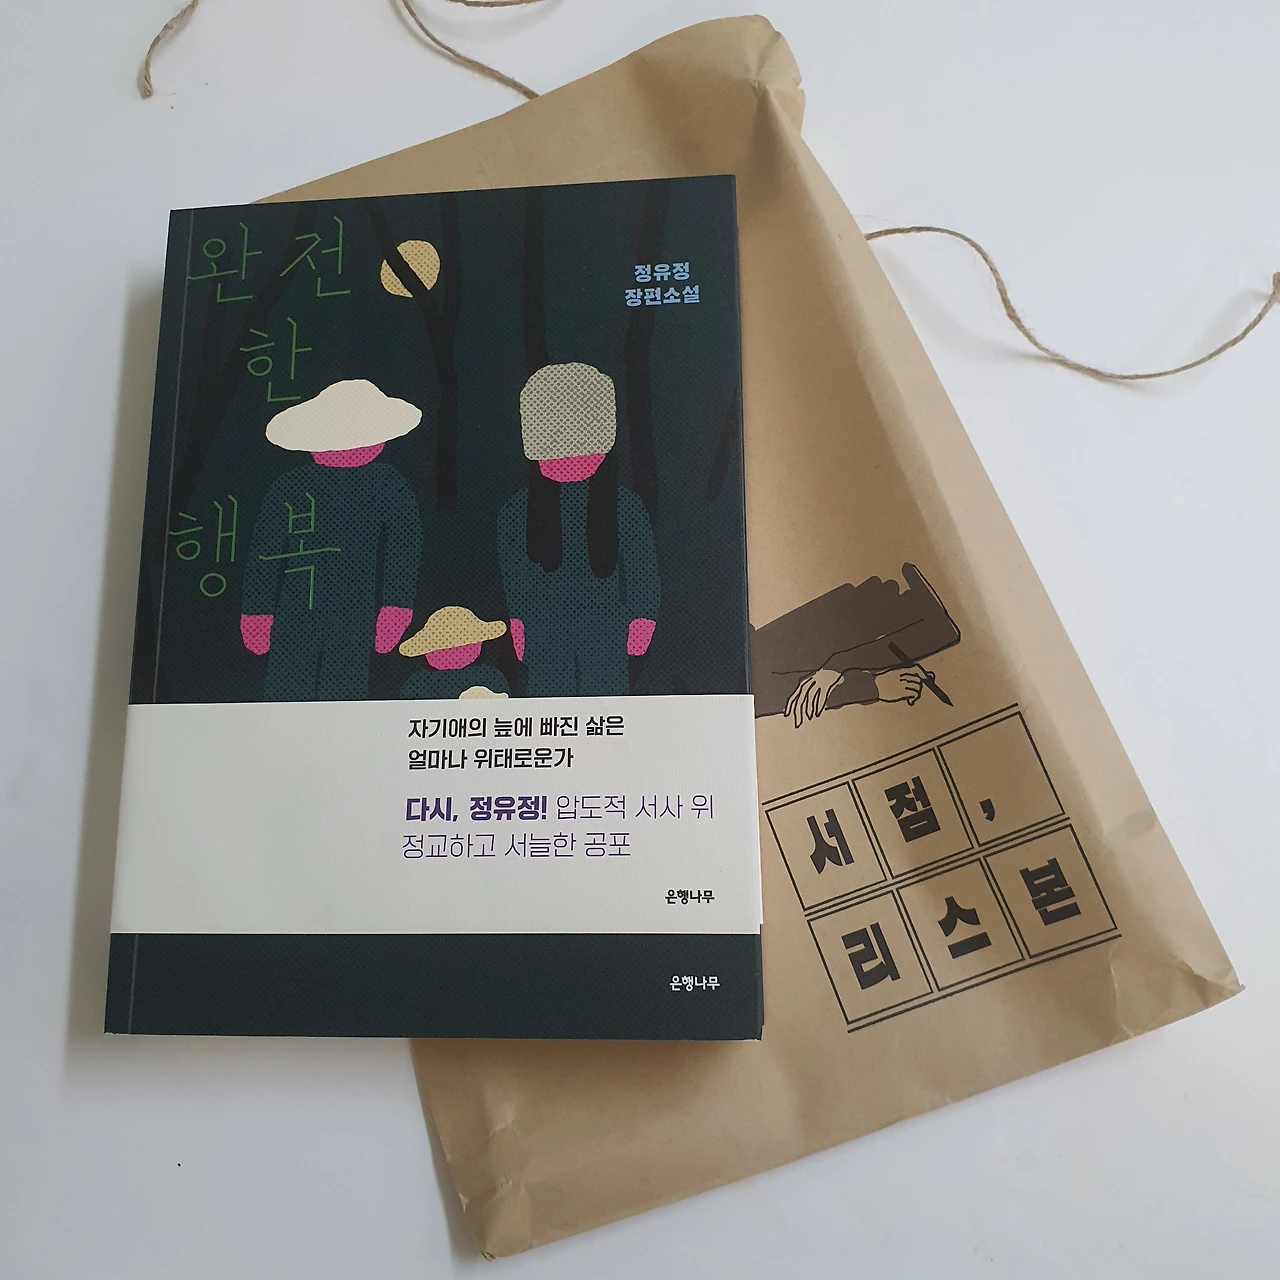 완전
한
행복
정유정
장편소설
자기애의 늪에 빠진 삶은
얼마나 위태로운가
다시, 정유정! 압도적 서사 위
정교하고 서늘한 공포
은행나무
은행나무
서점,
리스본